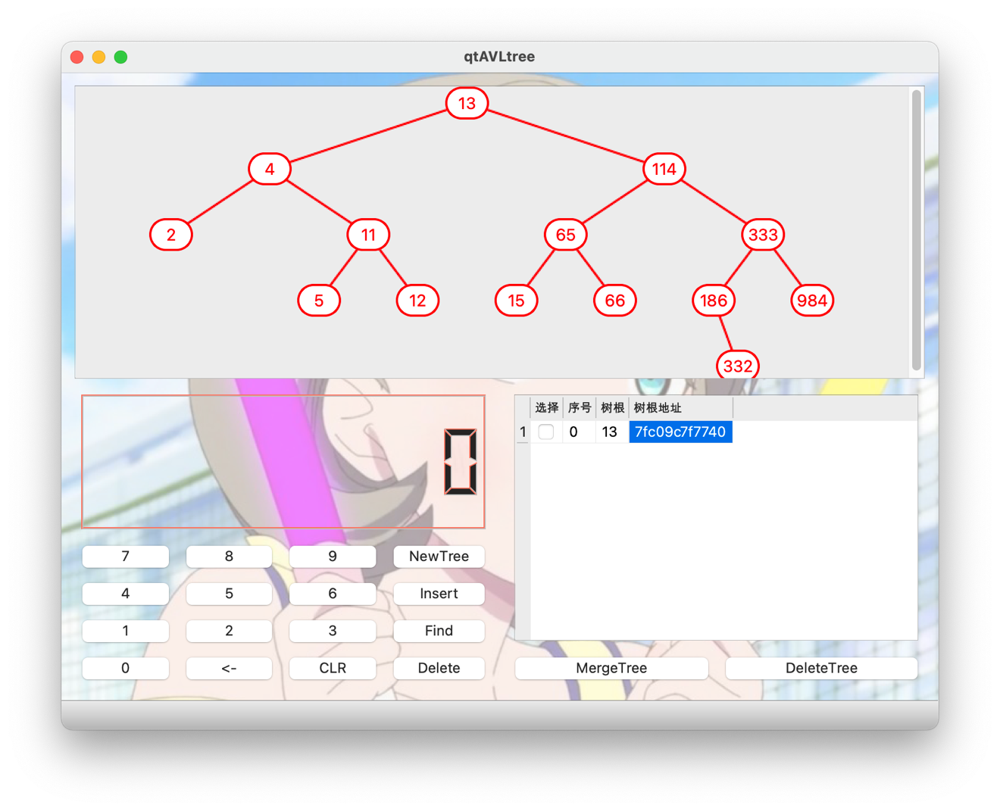 qtAVLtree
13
4 114
2 11 65 333
5 12 15 66 186 984
332
0
选择 序号 树根 树根地址
1 0 13 7fc09c7f7740
7 8 9 NewTree
4 5 6 Insert
1 2 3 Find
0 <- CLR Delete
MergeTree DeleteTree